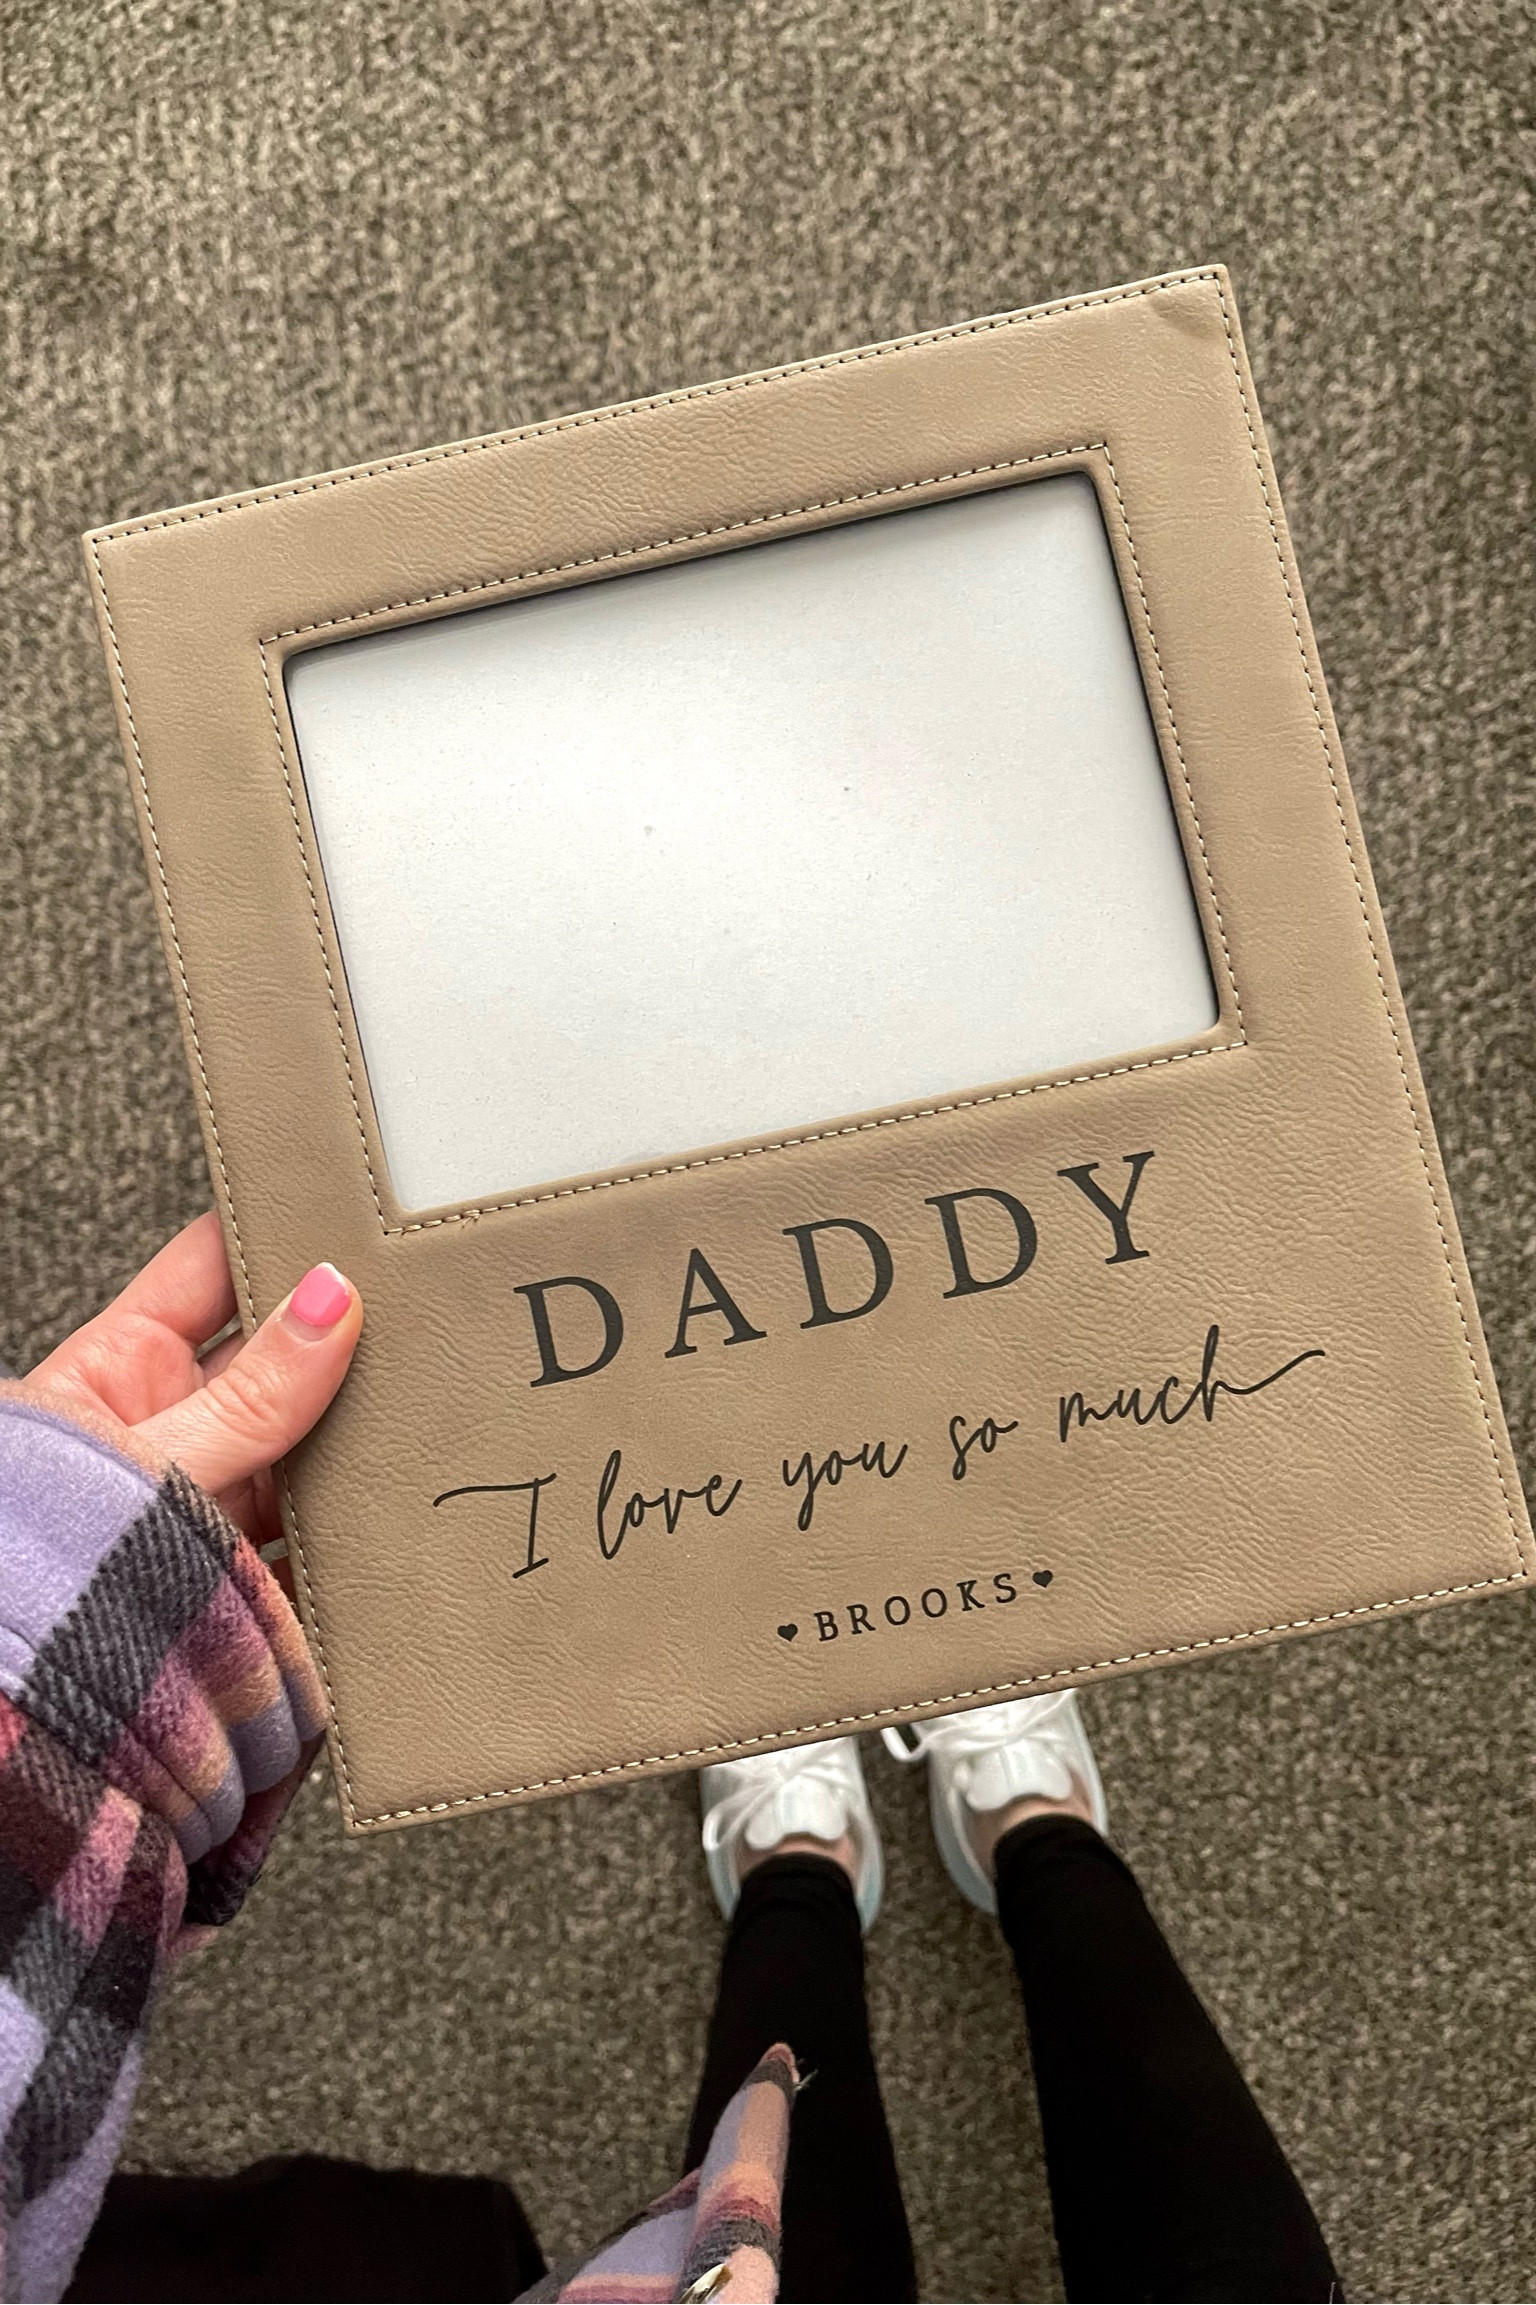 DADDY
I love you so much
♥BROOKS♥